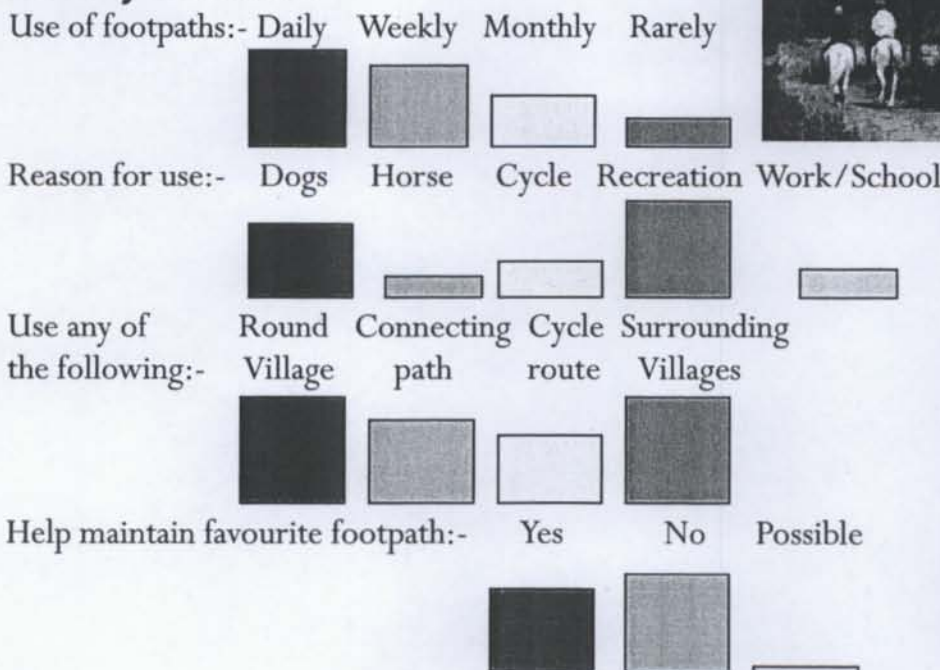 Use of footpaths:- Daily Weekly Monthly Rarely
Reason for use:- Dogs Horse Cycle Recreation Work/School
Use any of Round Connecting Cycle Surrounding
the following:- Village path route Villages
Help maintain favourite footpath:- Yes No Possible